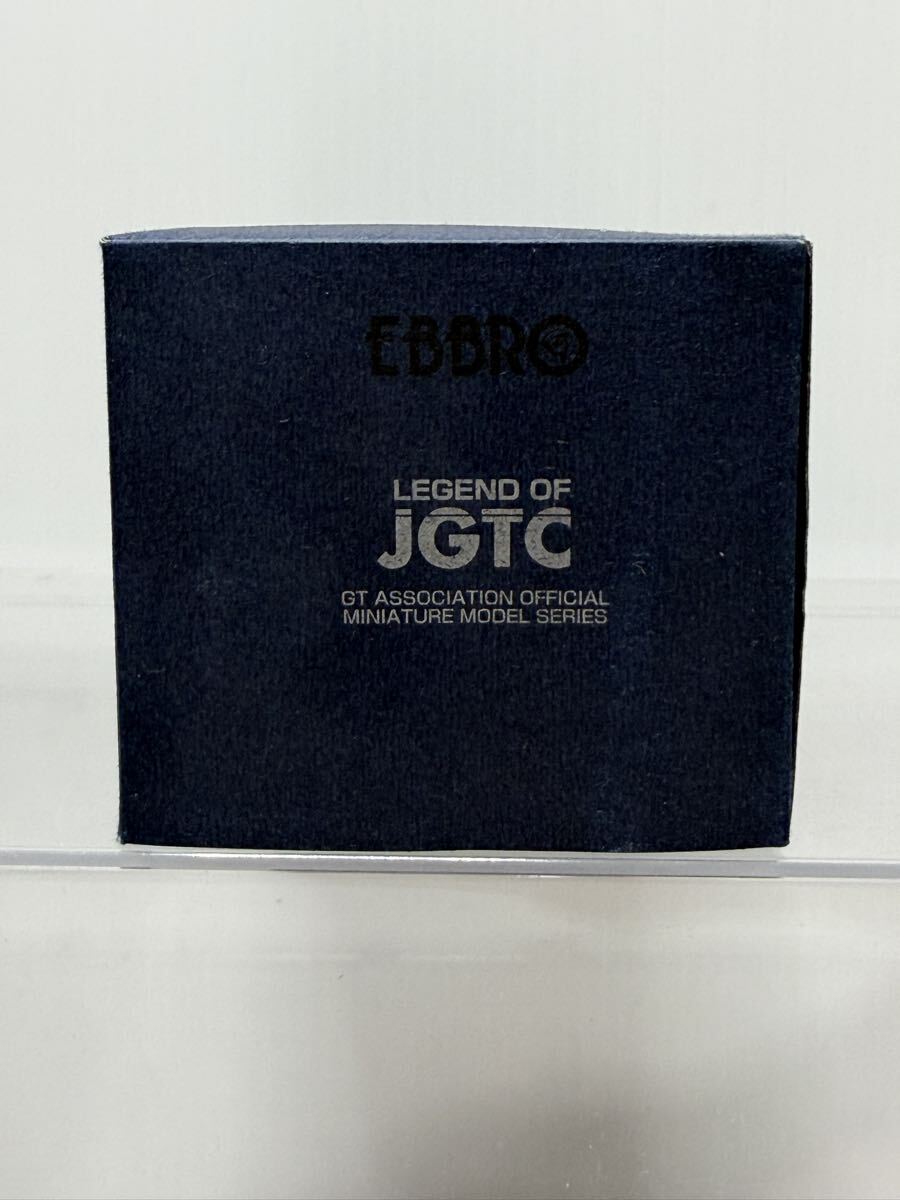 EBBRO
LEGEND OF
JGTC
GT ASSOCIATION OFFICIAL
MINIATURE MODEL SERIES